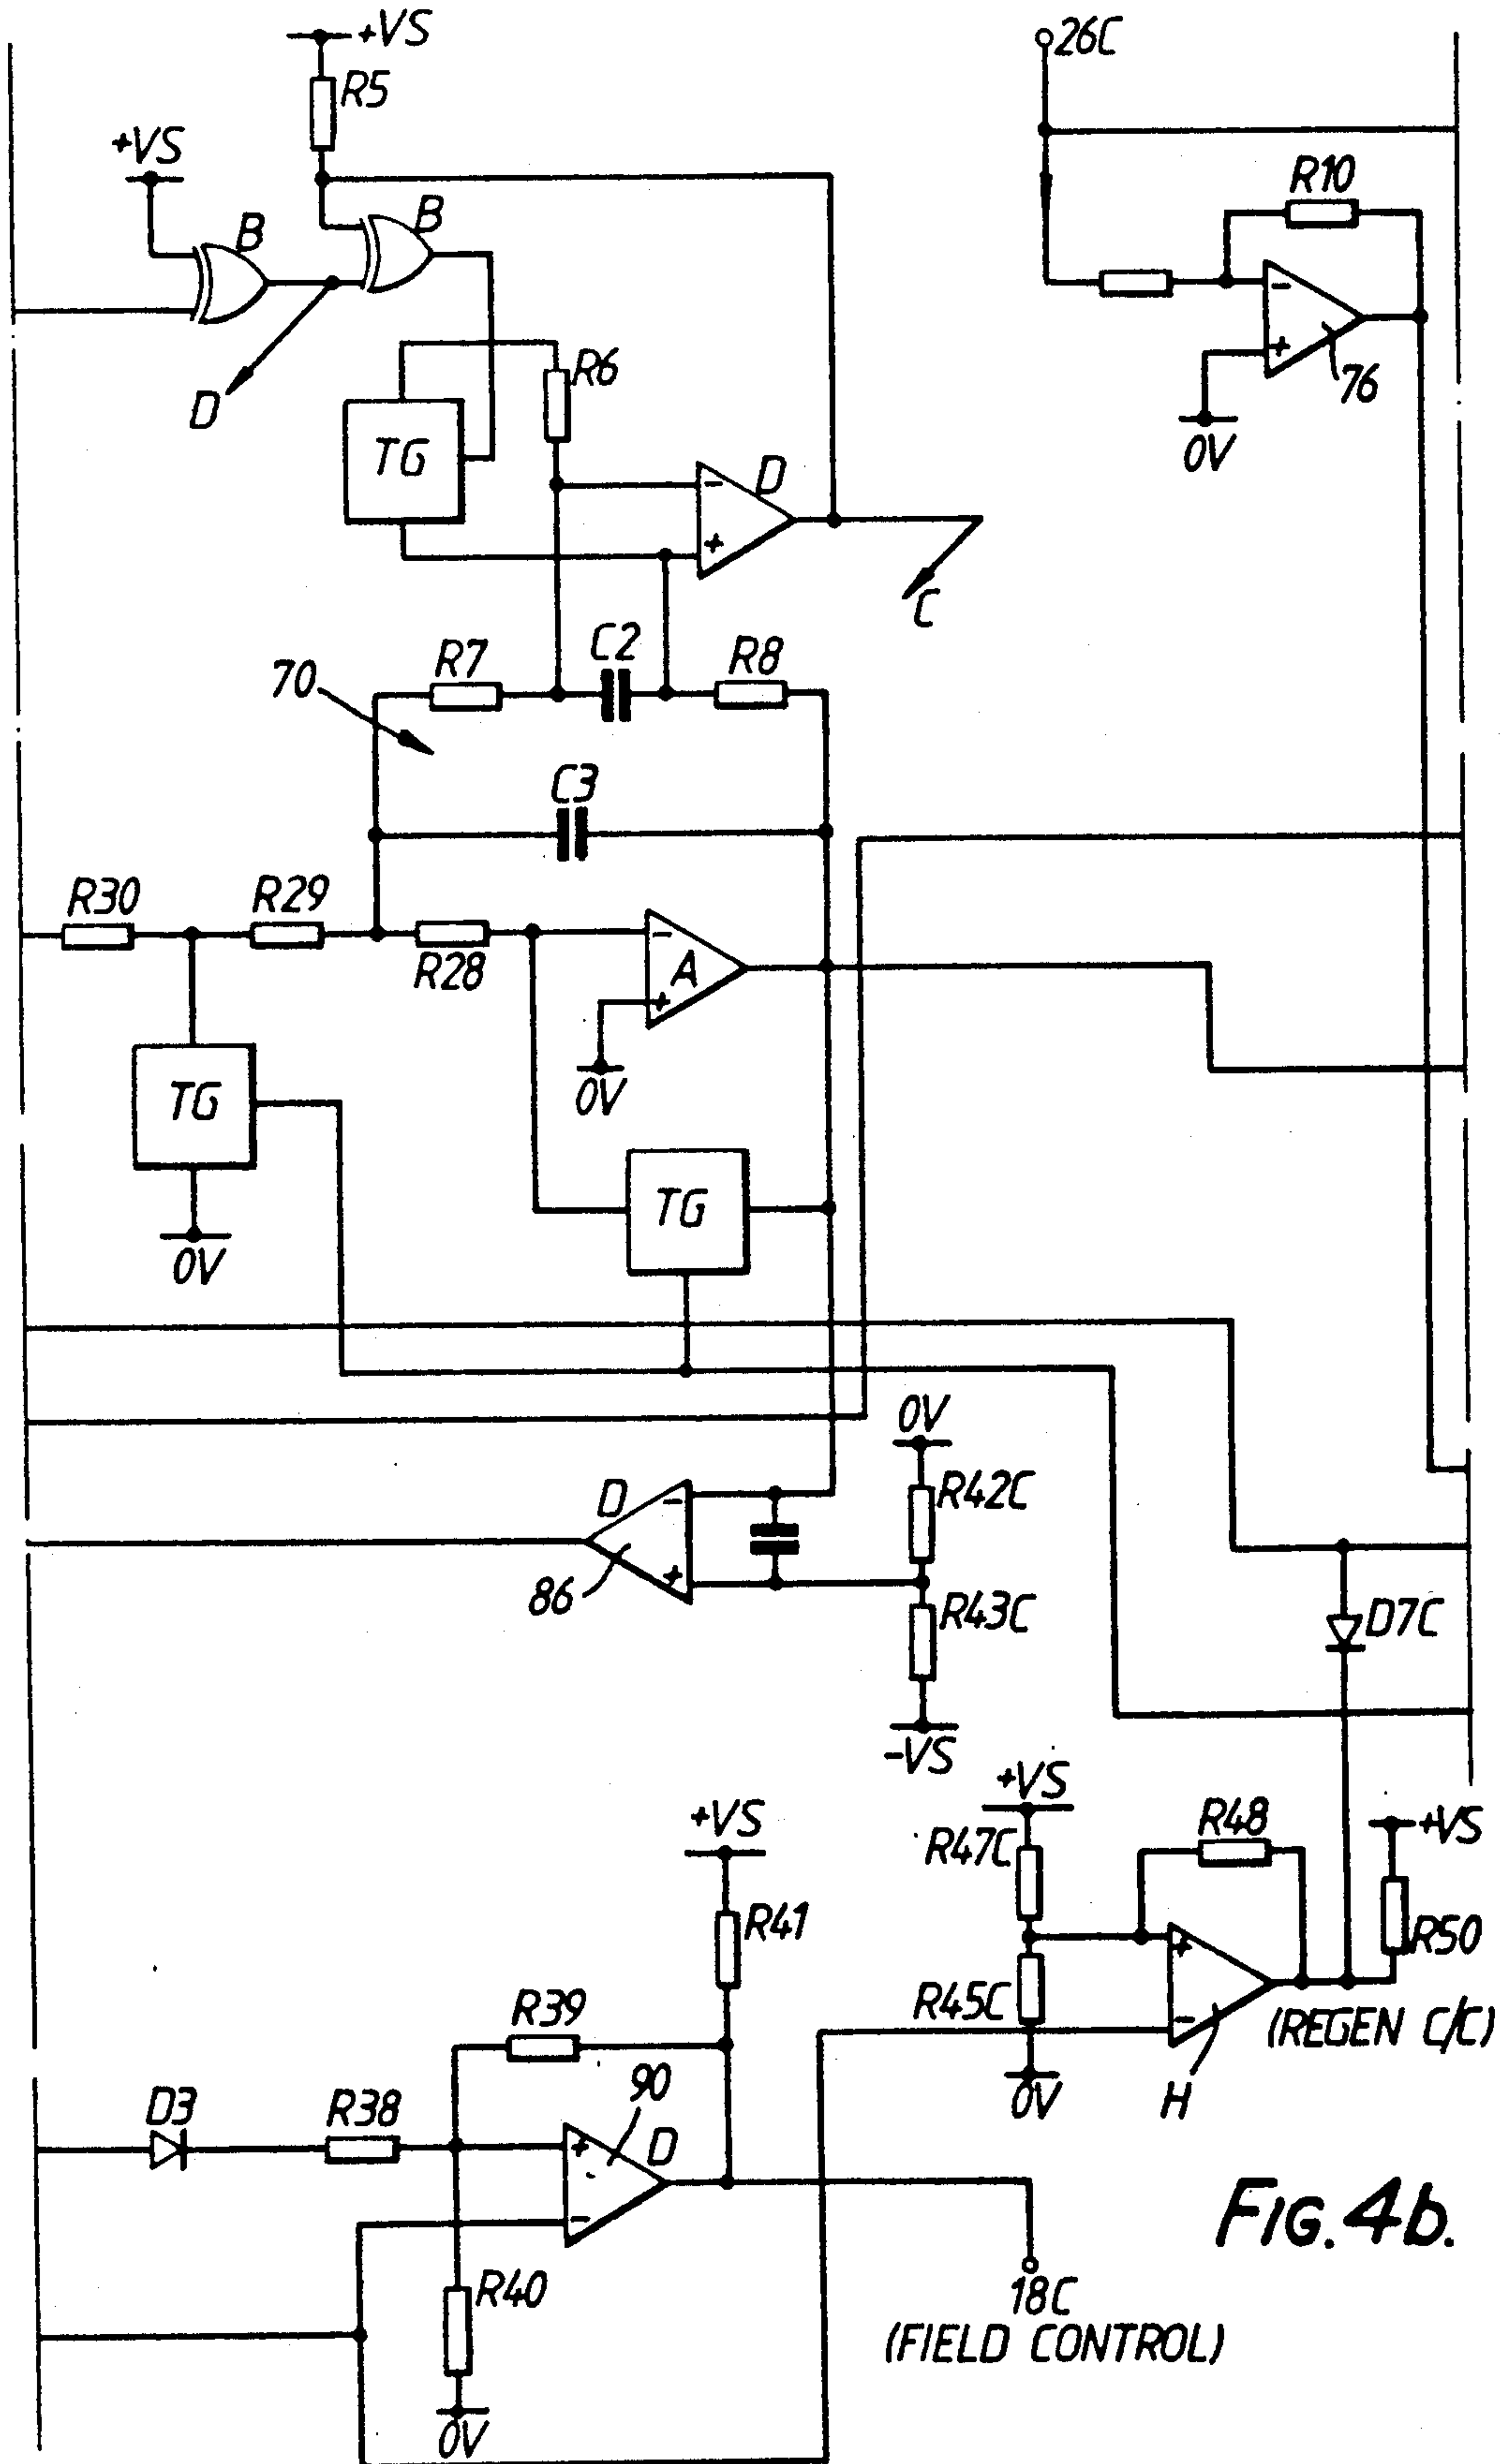 +VS
26C
R5
+VS
R10
B
B
R6
D
76
TG
0V
D
-
+
-
+
C
R7
C2
R8
70
C3
R30
R29
R28
-
A
+
TG
0V
TG
0V
0V
D
-
R42C
86
+
R43C
D7C
-VS
+VS
+VS
R48
+VS
R47C
R41
R50
+
R45C
R39
-
(REGEN C/C)
90
0V
H
D3
R38
+
D
-
R40
18C
(FIELD CONTROL)
0V
FIG. 4b.